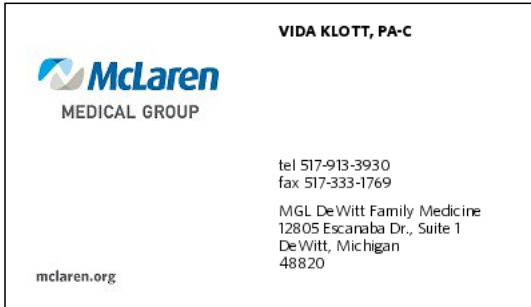 VIDA KLOTT, PA-C
McLaren
MEDICAL GROUP
tel 517-913-3930
fax 517-333-1769
MGL DeWitt Family Medicine
12805 Escanaba Dr., Suite 1
DeWitt, Michigan
48820
mclaren.org